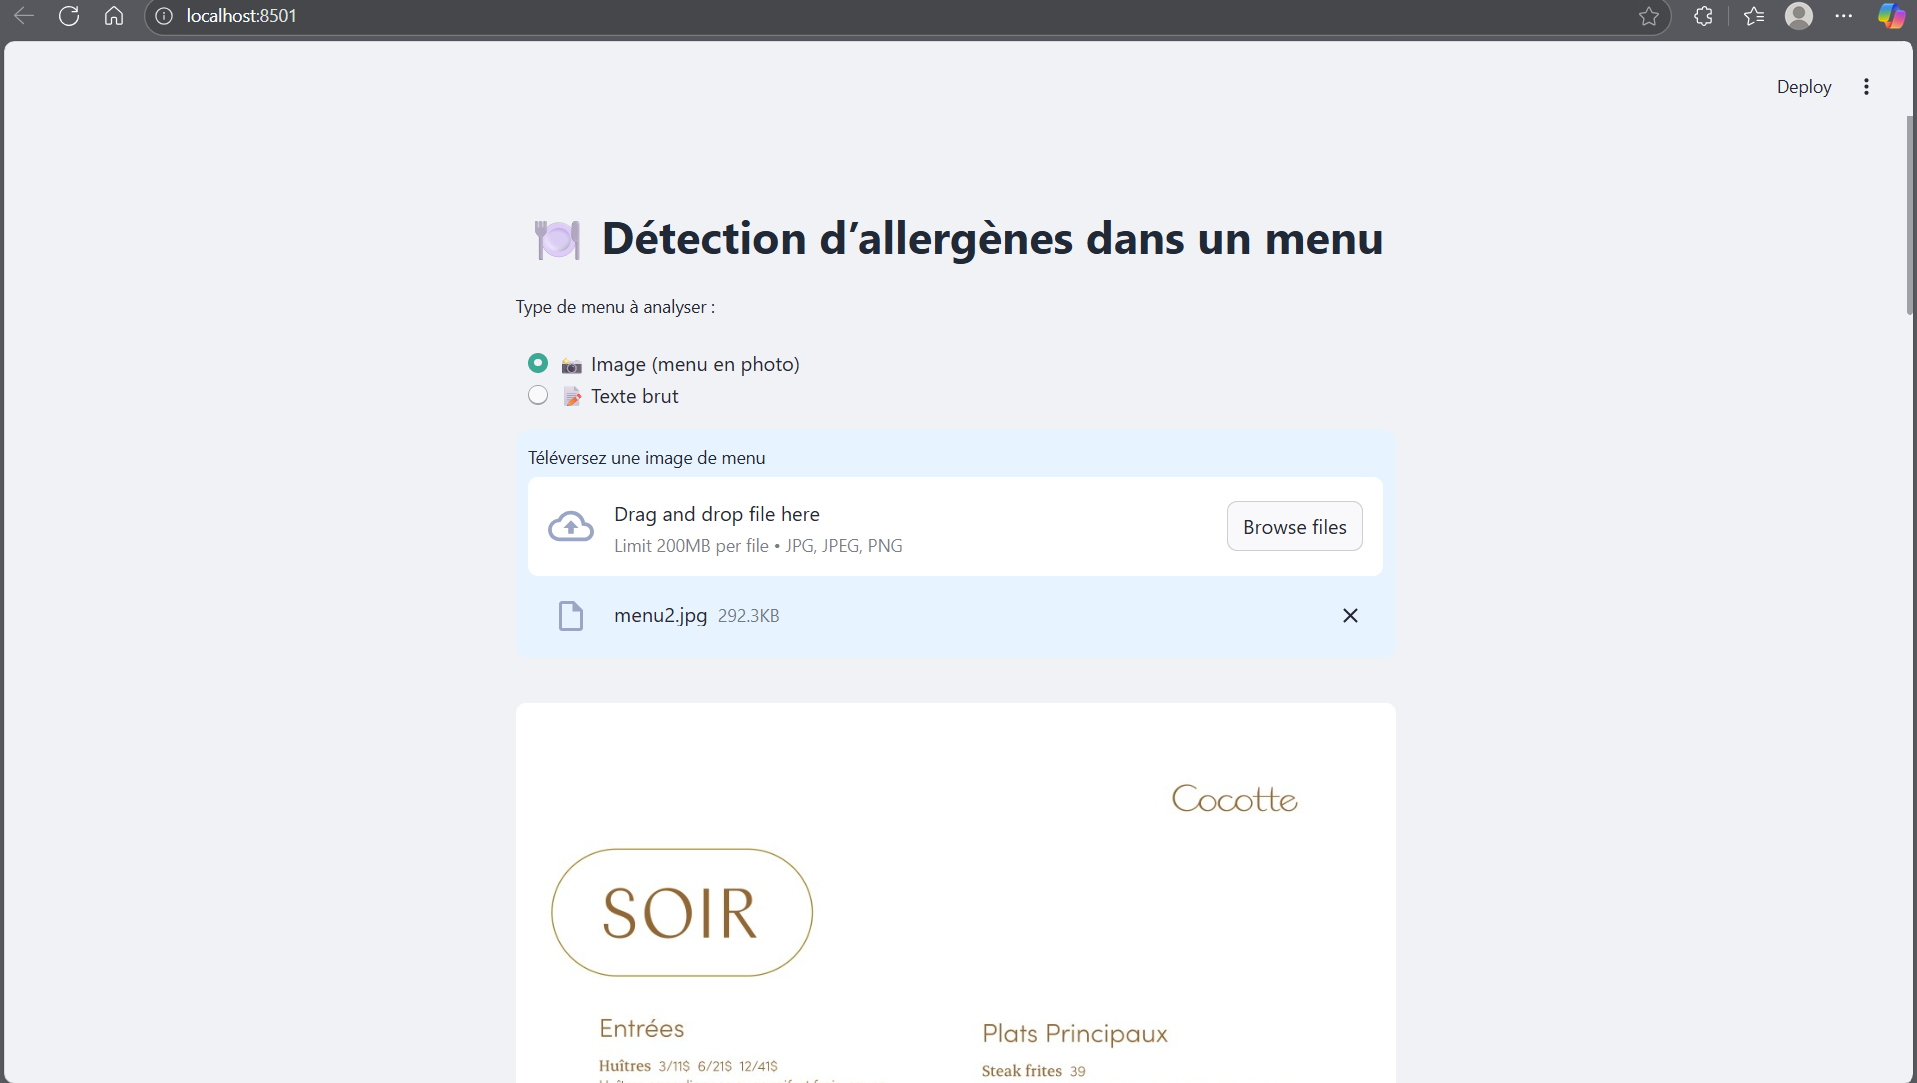 localhost:8501
Deploy
Détection d’allergènes dans un menu
Type de menu à analyser :
Image (menu en photo)
Texte brut
Téléversez une image de menu
Drag and drop file here
Limit 200MB per file • JPG, JPEG, PNG
Browse files
menu2.jpg 292.3KB
Cocotte
SOIR
Entrées
Huîtres 3/11$ 6/21$ 12/41$
Plats Principaux
Steak frites 39